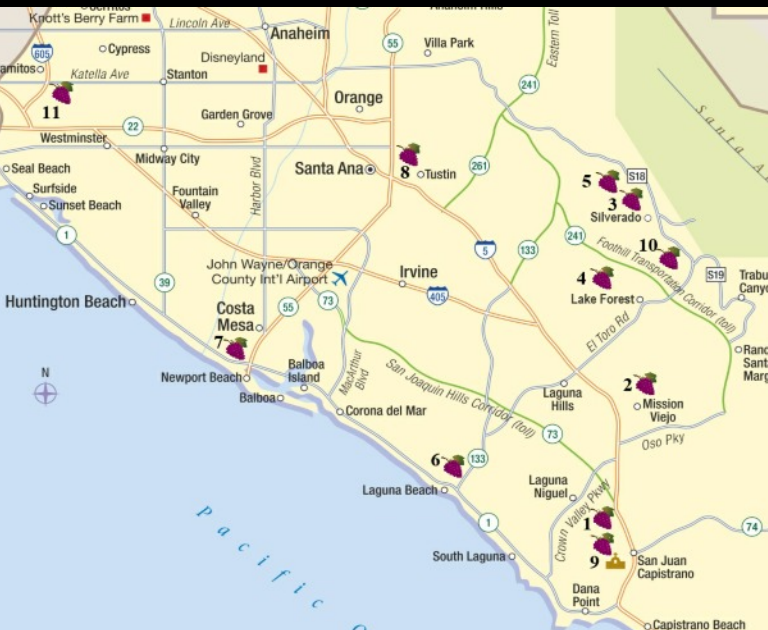 Cerritos
Knott's Berry Farm
Lincoln Ave
Anaheim Hills
Anaheim
605
Cypress
Disneyland
55
Villa Park
Eastern Toll
Katella Ave
Stanton
241
11
Orange
Garden Grove
22
Westminster
Midway City
Santa Ana
8
Tustin
261
5
S18
3
Silverado
Santa A
Seal Beach
Surfside
Sunset Beach
Fountain
Valley
Harbor Blvd
1
241
133
5
10
Foothill Transportation Corridor (toll)
John Wayne/Orange
County Int'l Airport
Irvine
405
4
Lake Forest
S19
Trabu
Canyo
39
Huntington Beach
Costa
Mesa
55
73
7
El Toro Rd
Ranc
Sant
Marg
N
Newport Beach
Balboa
Island
MacArthur
Blvd
San Joaquin Hills Corridor (toll)
Balboa
Corona del Mar
Laguna
Hills
2
Mission
Viejo
Oso Pky
73
6
133
Laguna Beach
Laguna
Niguel
Crown Valley Pkwy
1
1
74
Pacific O
South Laguna
9
San Juan
Capistrano
Dana
Point
Capistrano Beach